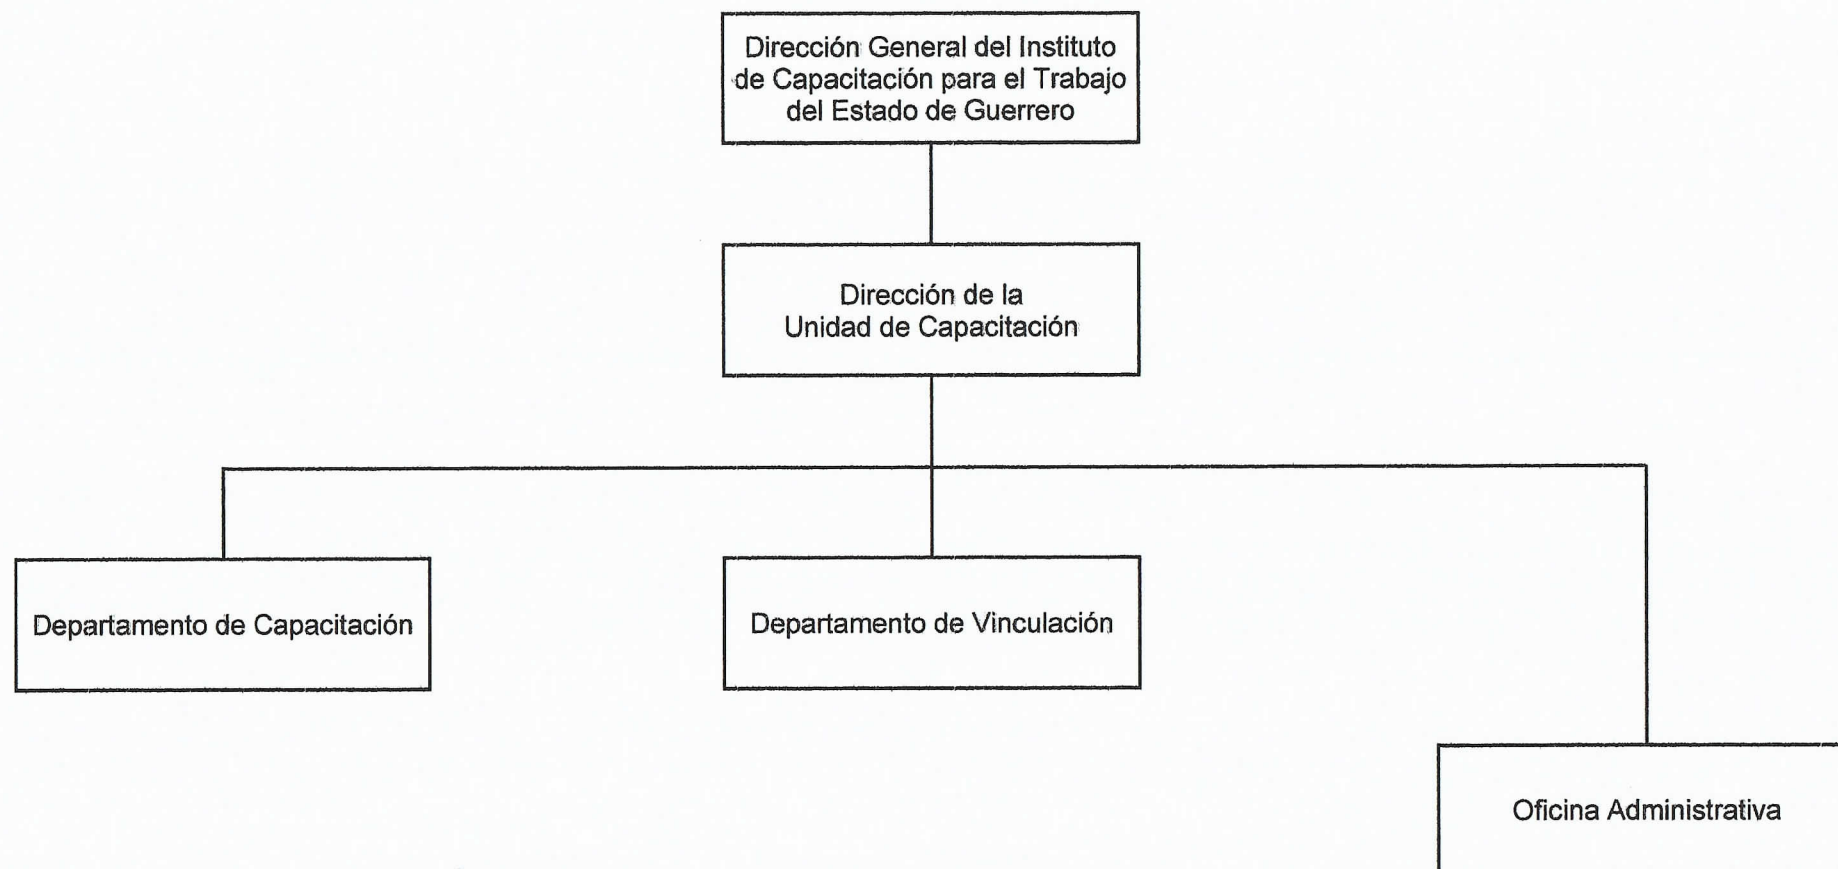 Dirección General del Instituto
de Capacitación para el Trabajo
del Estado de Guerrero
Dirección de la
Unidad de Capacitación
Departamento de Capacitación
Departamento de Vinculación
Oficina Administrativa